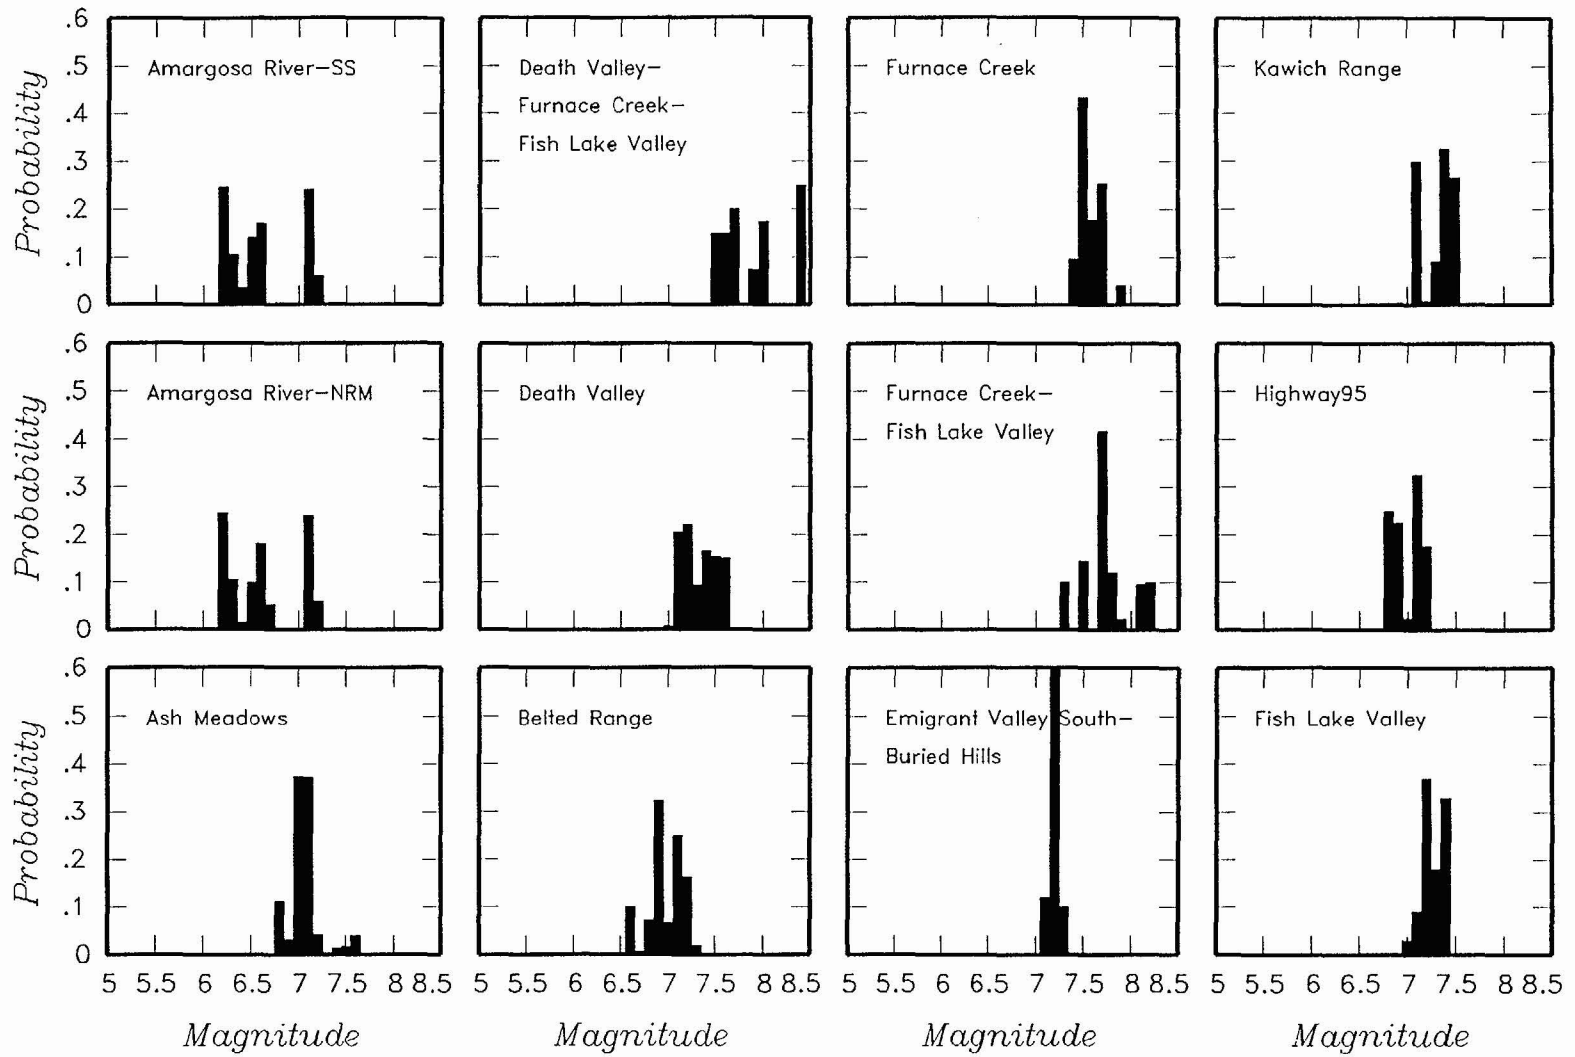 .6
.5
.4
.3
.2
.1
0
Probability
Amargosa River-SS
Death Valley-
Furnace Creek-
Fish Lake Valley
Furnace Creek
Kawich Range
.6
.5
.4
.3
.2
.1
0
Probability
Amargosa River-NRM
Death Valley
Furnace Creek-
Fish Lake Valley
Highway95
.6
.5
.4
.3
.2
.1
0
Probability
Ash Meadows
Belted Range
Emigrant Valley South-
Buried Hills
Fish Lake Valley
5 5.5 6 6.5 7 7.5 8 8.5
5 5.5 6 6.5 7 7.5 8 8.5
5 5.5 6 6.5 7 7.5 8 8.5
5 5.5 6 6.5 7 7.5 8 8.5
Magnitude
Magnitude
Magnitude
Magnitude